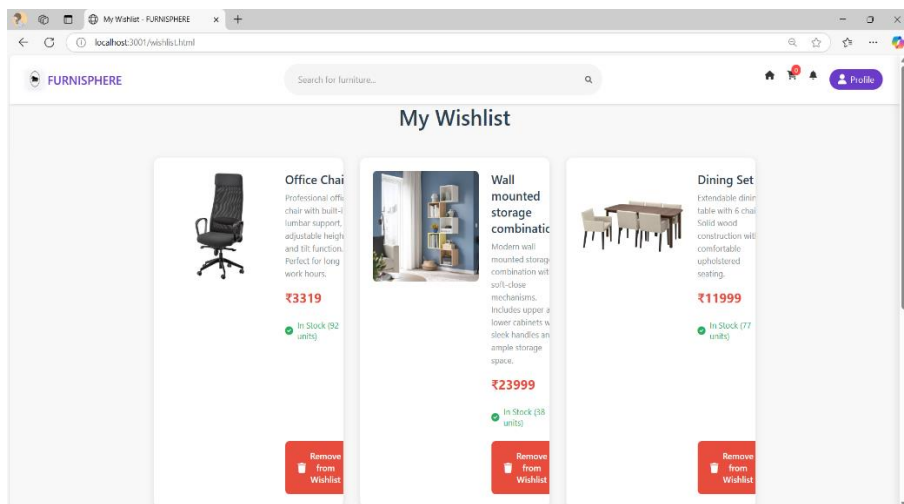 My Wishlist - FURNISPHERE
localhost:3001/wishlist.html
FURNISPHERE
Search for furniture...
0
Profile
My Wishlist
Office Chai
Professional offi
chair with built-i
lumbar support,
adjustable heigh
and tilt function.
Perfect for long
work hours.
₹3319
In Stock (92
units)
Remove
from
Wishlist
Wall
mounted
storage
combinatic
Modern wall
mounted storag
combination wit
soft-close
mechanisms.
Includes upper a
lower cabinets w
sleek handles an
ample storage
space.
₹23999
In Stock (38
units)
Remove
from
Wishlist
Dining Set
Extendable dinin
table with 6 chai
Solid wood
construction wit
comfortable
upholstered
seating.
₹11999
In Stock (77
units)
Remove
from
Wishlist